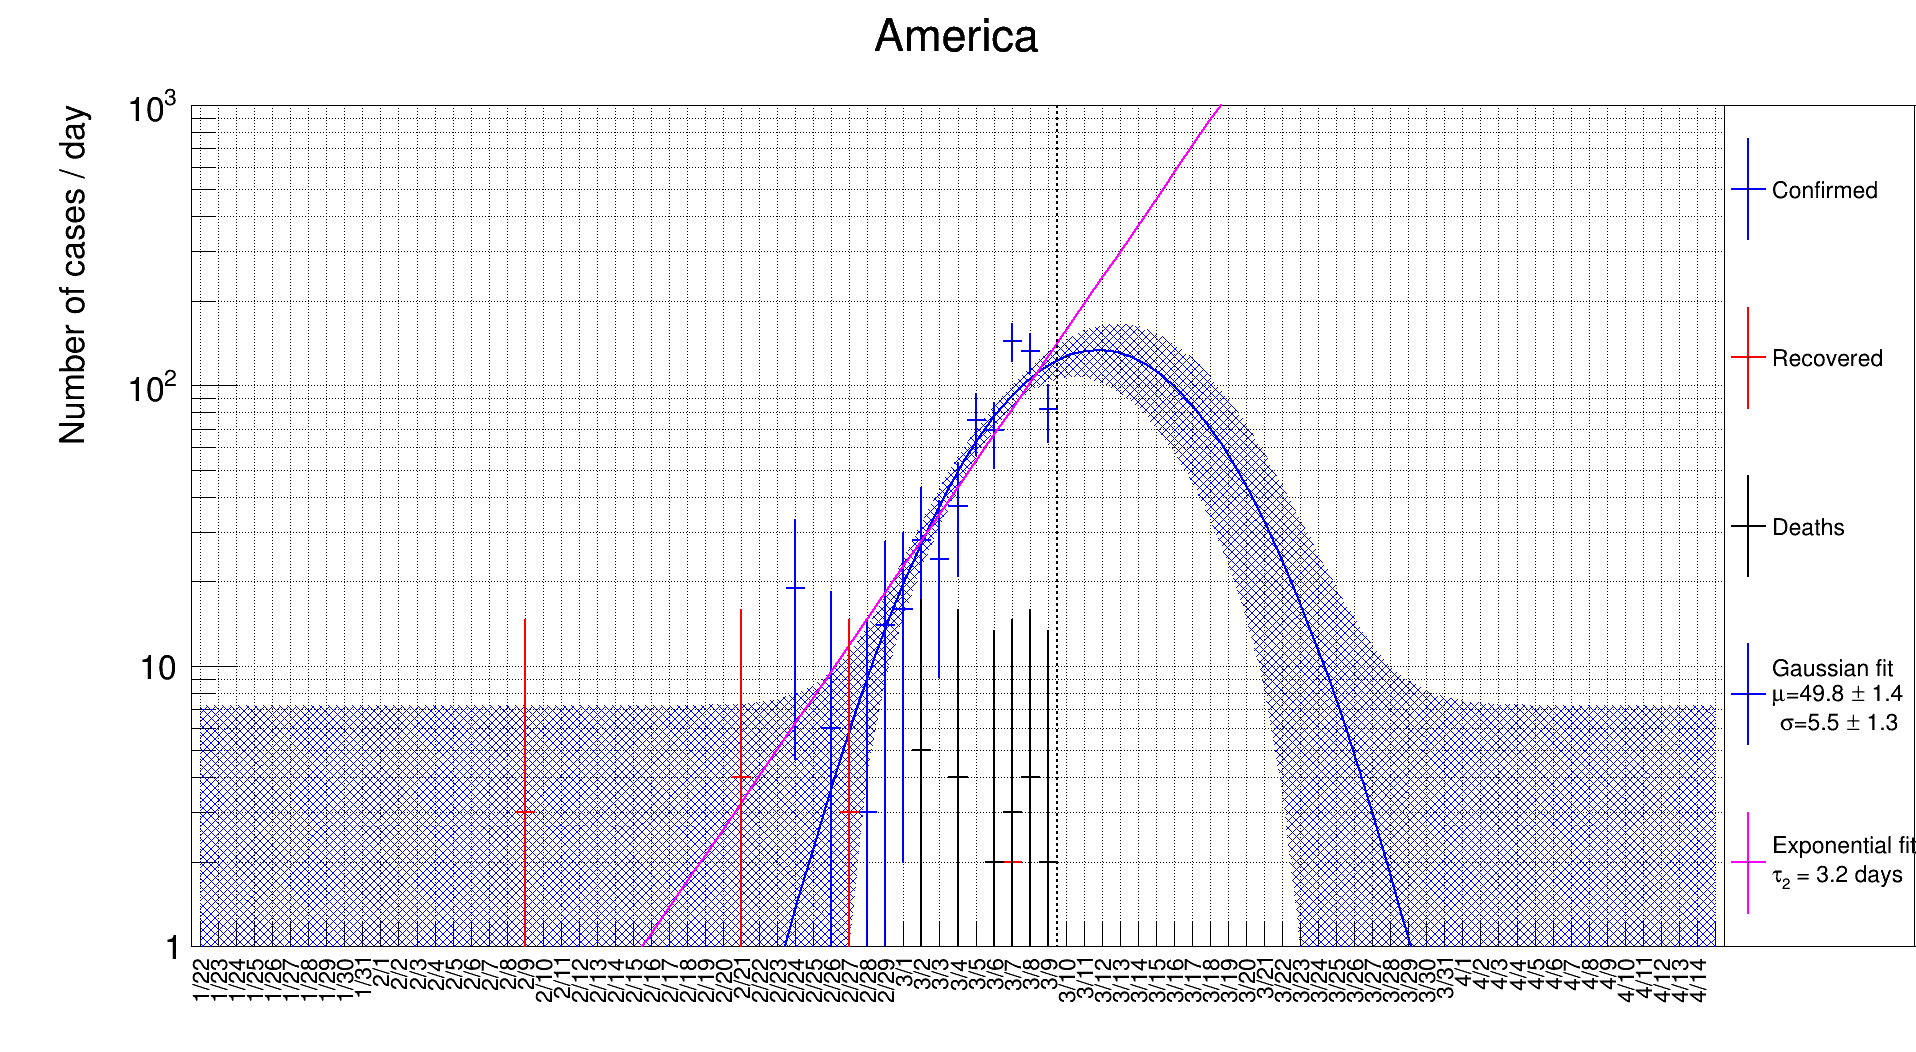 America
Number of cases / day
10³
10²
10
1
1/22 1/23 1/24 1/25 1/26 1/27 1/28 1/29 1/30 1/31 2/1 2/2 2/3 2/4 2/5 2/6 2/7 2/8 2/9 2/10 2/11 2/12 2/13 2/14 2/15 2/16 2/17 2/18 2/19 2/20 2/21 2/22 2/23 2/24 2/25 2/26 2/27 2/28 2/29 3/1 3/2 3/3 3/4 3/5 3/6 3/7 3/8 3/9 3/10 3/11 3/12 3/13 3/14 3/15 3/16 3/17 3/18 3/19 3/20 3/21 3/22 3/23 3/24 3/25 3/26 3/27 3/28 3/29 3/30 3/31 4/1 4/2 4/3 4/4 4/5 4/6 4/7 4/8 4/9 4/10 4/11 4/12 4/13 4/14
Confirmed
Recovered
Deaths
Gaussian fit
μ=49.8 ± 1.4
σ=5.5 ± 1.3
Exponential fit
τ₂ = 3.2 days